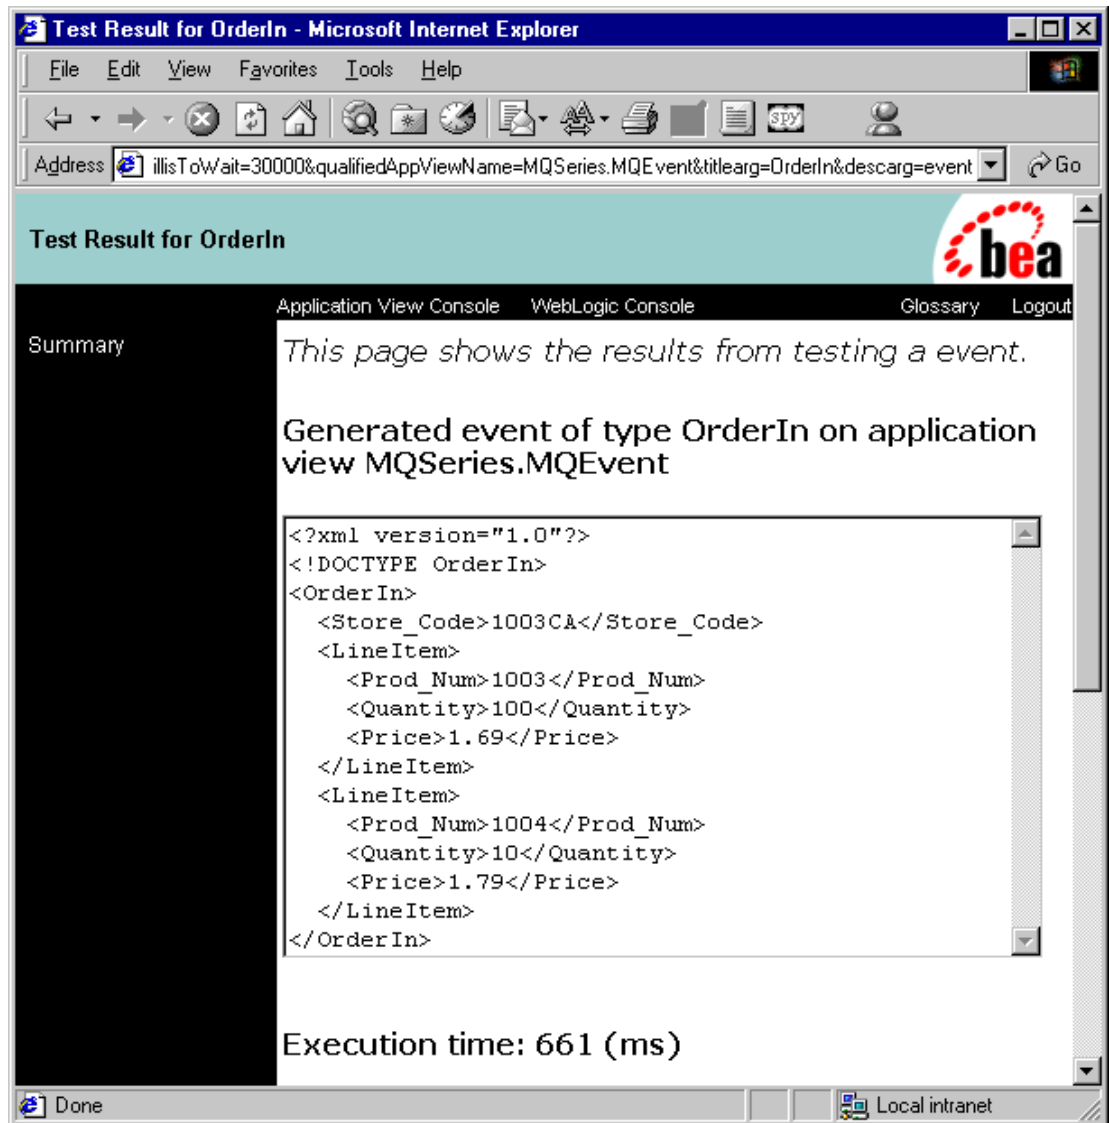 Test Result for OrderIn - Microsoft Internet Explorer
File Edit View Favorites Tools Help
SPY
Address illisToWait=30000&qualifiedAppViewName=MQSeries.MQEvent&titlearg=OrderIn&descarg=event Go
Test Result for OrderIn
bea
Application View Console WebLogic Console Glossary Logout
Summary
This page shows the results from testing a event.
Generated event of type OrderIn on application
view MQSeries.MQEvent
<?xml version="1.0"?>
<!DOCTYPE OrderIn>
<OrderIn>
  <Store_Code>1003CA</Store_Code>
  <LineItem>
    <Prod_Num>1003</Prod_Num>
    <Quantity>100</Quantity>
    <Price>1.69</Price>
  </LineItem>
  <LineItem>
    <Prod_Num>1004</Prod_Num>
    <Quantity>10</Quantity>
    <Price>1.79</Price>
  </LineItem>
</OrderIn>
Execution time: 661 (ms)
Done Local intranet